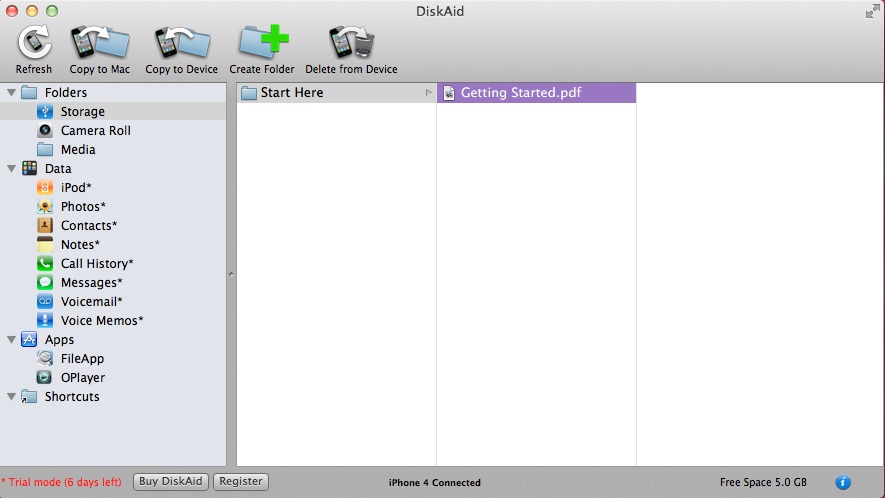 DiskAid
Refresh
Copy to Mac
Copy to Device
Create Folder
Delete from Device
Folders
Storage
Camera Roll
Media
Data
iPod*
Photos*
Contacts*
Notes*
Call History*
Messages*
Voicemail*
Voice Memos*
Apps
FileApp
OPlayer
Shortcuts
Start Here
Getting Started.pdf
* Trial mode (6 days left)
Buy DiskAid
Register
iPhone 4 Connected
Free Space 5.0 GB